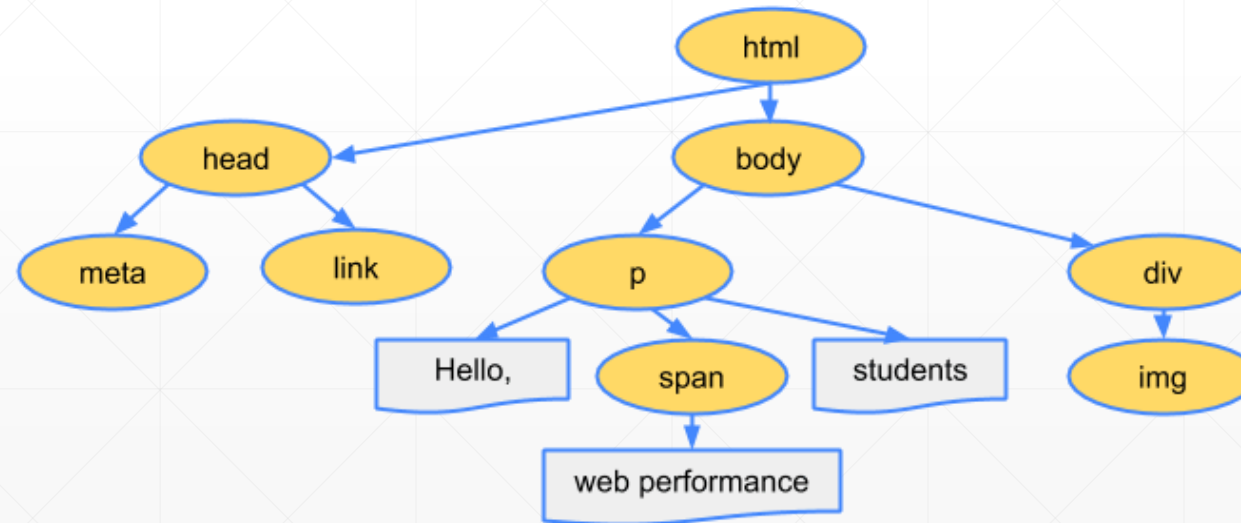 html
head
body
meta
link
p
div
Hello,
span
students
img
web performance